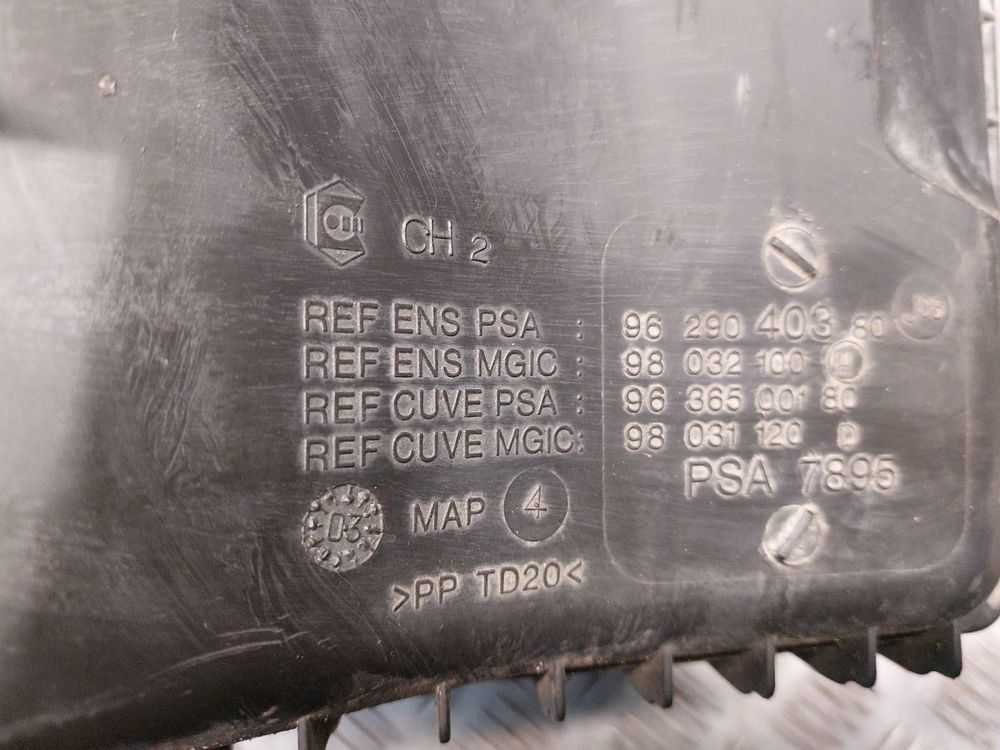 CH 2
REF ENS PSA : 96 290 403 80
REF ENS MGIC : 98 032 100
REF CUVE PSA : 96 365 001 80
REF CUVE MGIC: 98 031 120 D
PSA 7895
03 MAP 4
>PP TD20<